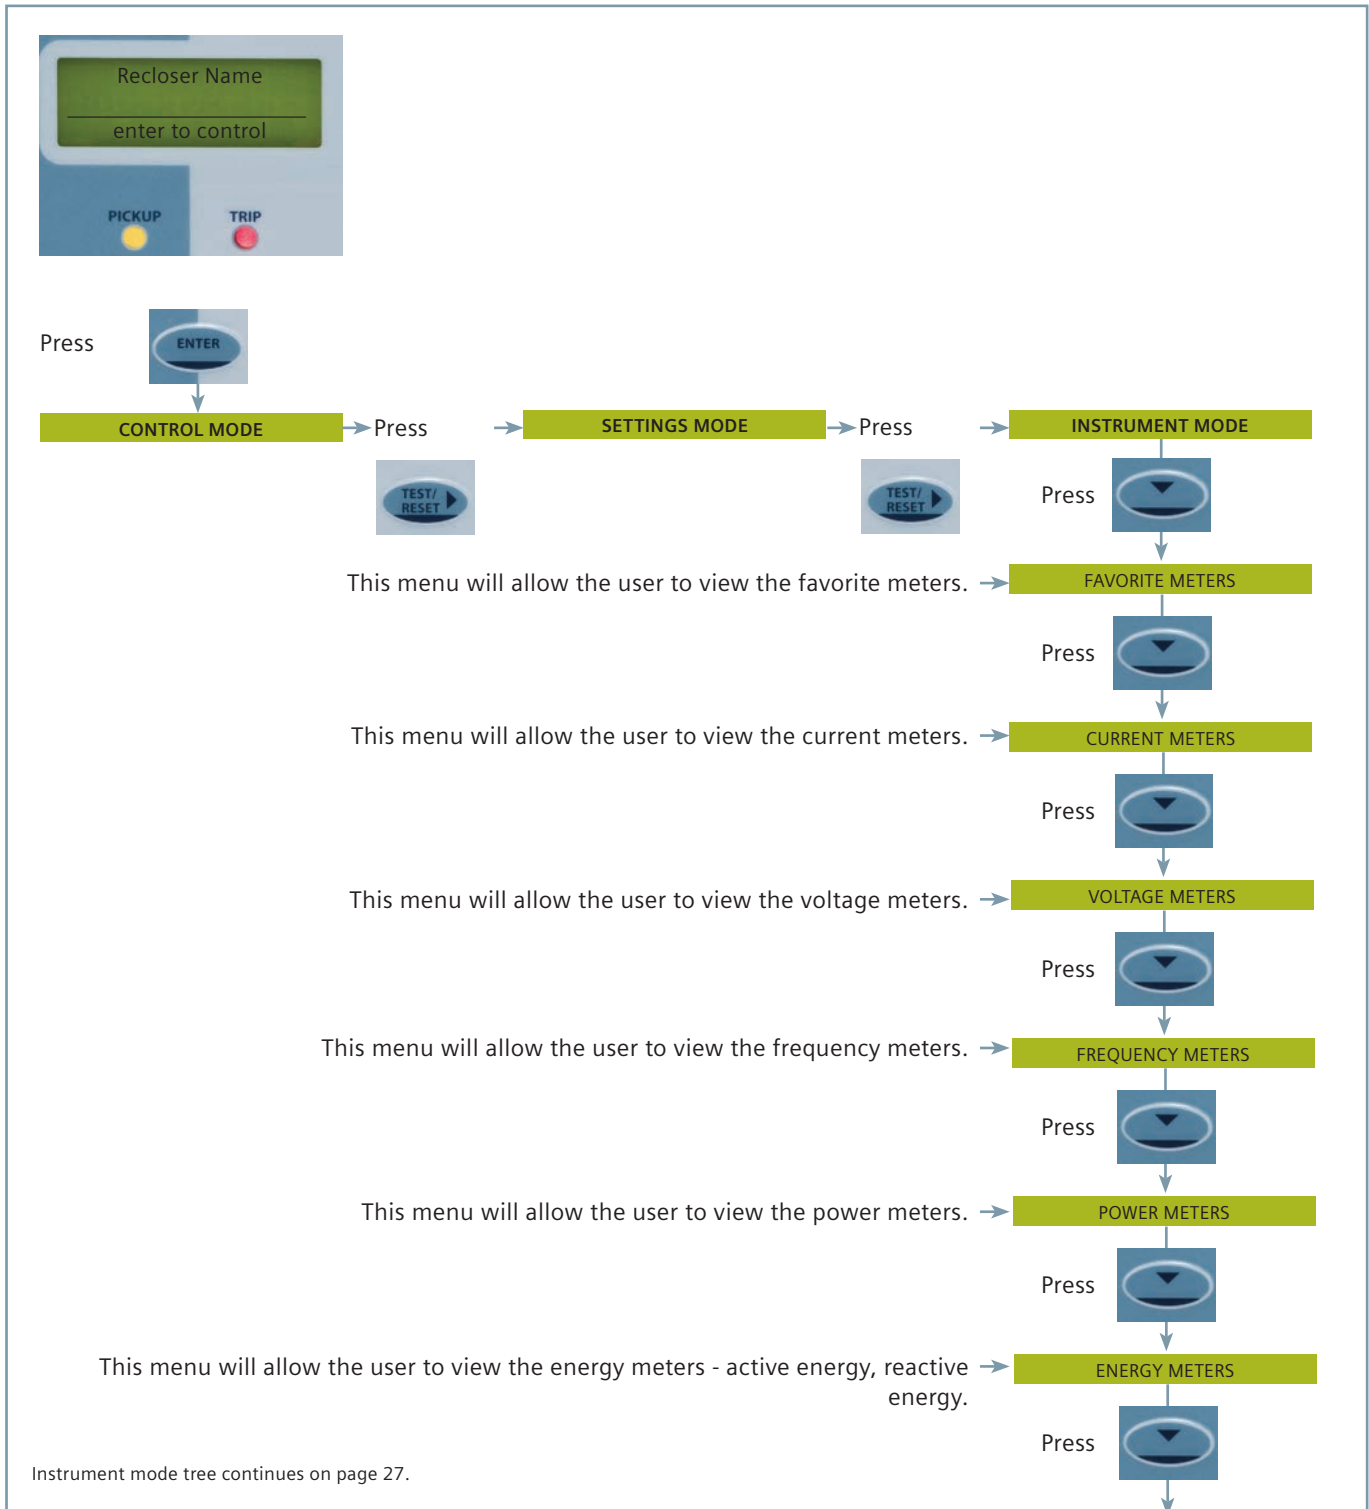 Recloser Name
enter to control
PICKUP TRIP
Press ENTER
CONTROL MODE Press SETTINGS MODE Press INSTRUMENT MODE
TEST/
RESET
TEST/
RESET
Press
This menu will allow the user to view the favorite meters. FAVORITE METERS
Press
This menu will allow the user to view the current meters. CURRENT METERS
Press
This menu will allow the user to view the voltage meters. VOLTAGE METERS
Press
This menu will allow the user to view the frequency meters. FREQUENCY METERS
Press
This menu will allow the user to view the power meters. POWER METERS
Press
This menu will allow the user to view the energy meters - active energy, reactive ENERGY METERS
energy.
Press
Instrument mode tree continues on page 27.